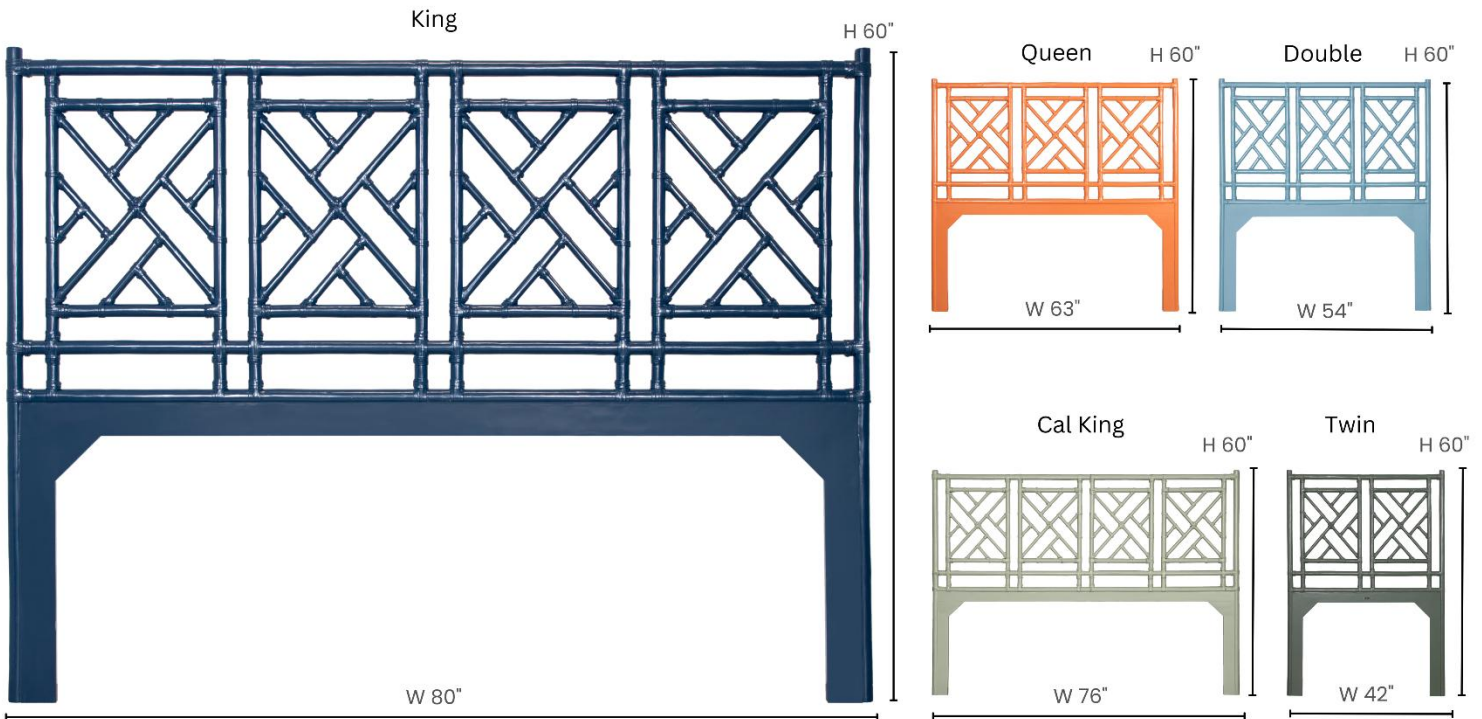 King
H 60"
W 80"
Queen
H 60"
W 63"
Double
H 60"
W 54"
Cal King
H 60"
W 76"
Twin
H 60"
W 42"